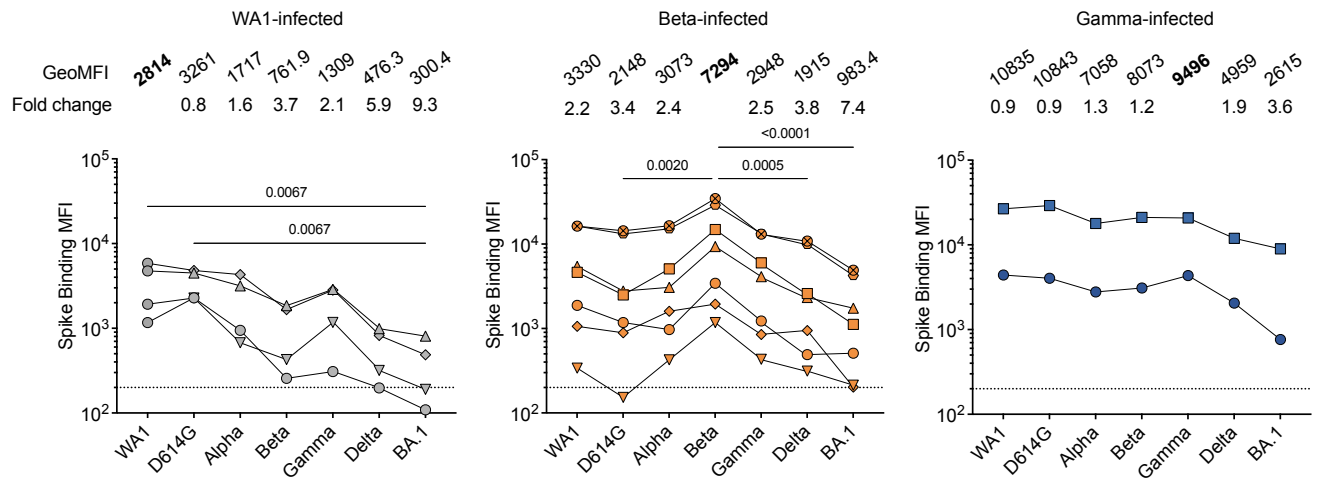 WA1-infected Beta-infected Gamma-infected
GeoMFI 2814 3261 1717 761.9 1309 476.3 300.4 3330 2148 3073 7294 2948 1915 983.4 10835 10843 7058 8073 9496 4959 2615
Fold change 0.8 1.6 3.7 2.1 5.9 9.3 2.2 3.4 2.4 2.5 3.8 7.4 0.9 0.9 1.3 1.2 1.9 3.6
<0.0001
10^5 10^5 10^5
0.0020 0.0005
0.0067
0.0067
10^4 10^4 10^4
Spike Binding MFI Spike Binding MFI Spike Binding MFI
10^3 10^3 10^3
10^2 10^2 10^2
WA1 D614G Alpha Beta Gamma Delta BA.1 WA1 D614G Alpha Beta Gamma Delta BA.1 WA1 D614G Alpha Beta Gamma Delta BA.1